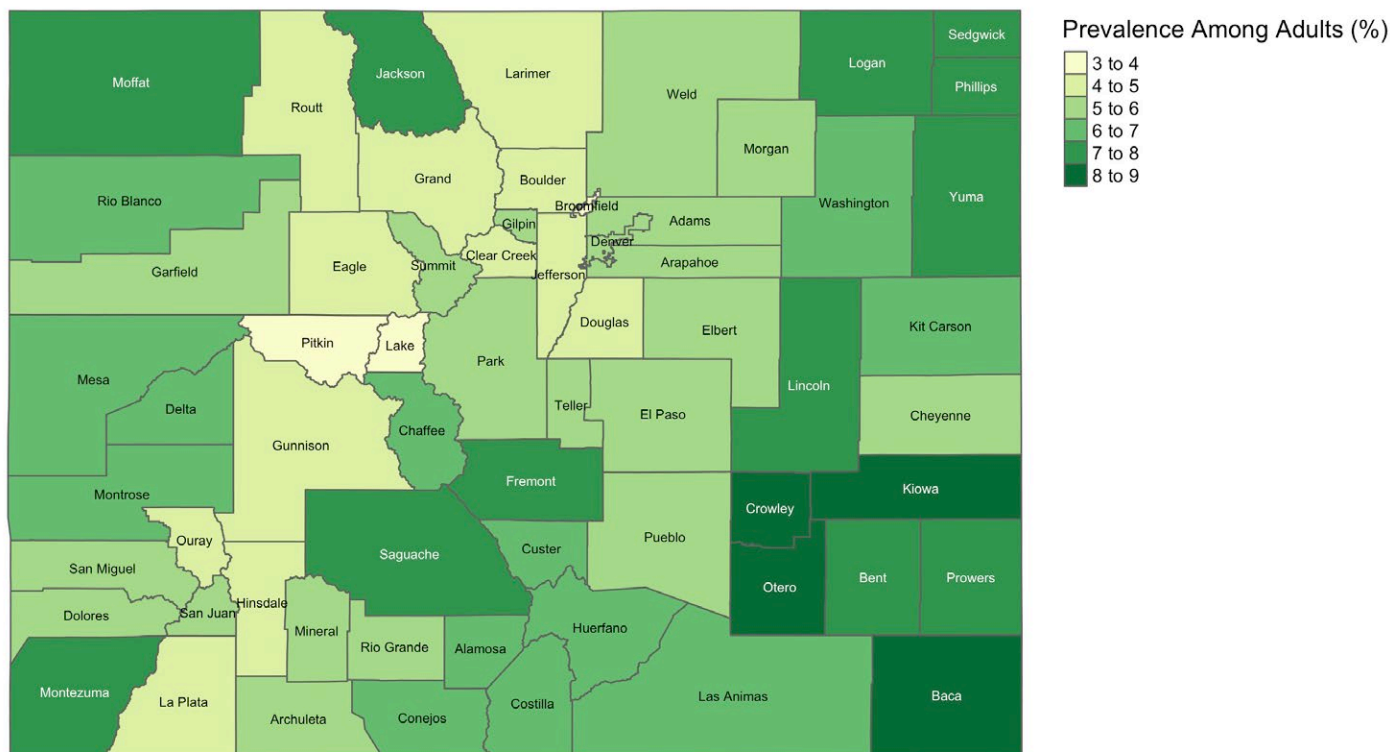 Prevalence Among Adults (%)
3 to 4
4 to 5
5 to 6
6 to 7
7 to 8
8 to 9
Moffat
Routt
Jackson
Larimer
Weld
Logan
Sedgwick
Phillips
Morgan
Washington
Yuma
Rio Blanco
Grand
Boulder
Broomfield
Gilpin
Adams
Denver
Clear Creek
Arapahoe
Garfield
Eagle
Summit
Jefferson
Douglas
Elbert
Lincoln
Kit Carson
Pitkin
Lake
Park
Mesa
Delta
Teller
El Paso
Cheyenne
Gunnison
Chaffee
Montrose
Fremont
Kiowa
Crowley
Ouray
Saguache
Custer
Pueblo
San Miguel
Otero
Bent
Prowers
Hinsdale
Dolores
San Juan
Mineral
Rio Grande
Alamosa
Huerfano
Montezuma
La Plata
Archuleta
Conejos
Costilla
Las Animas
Baca